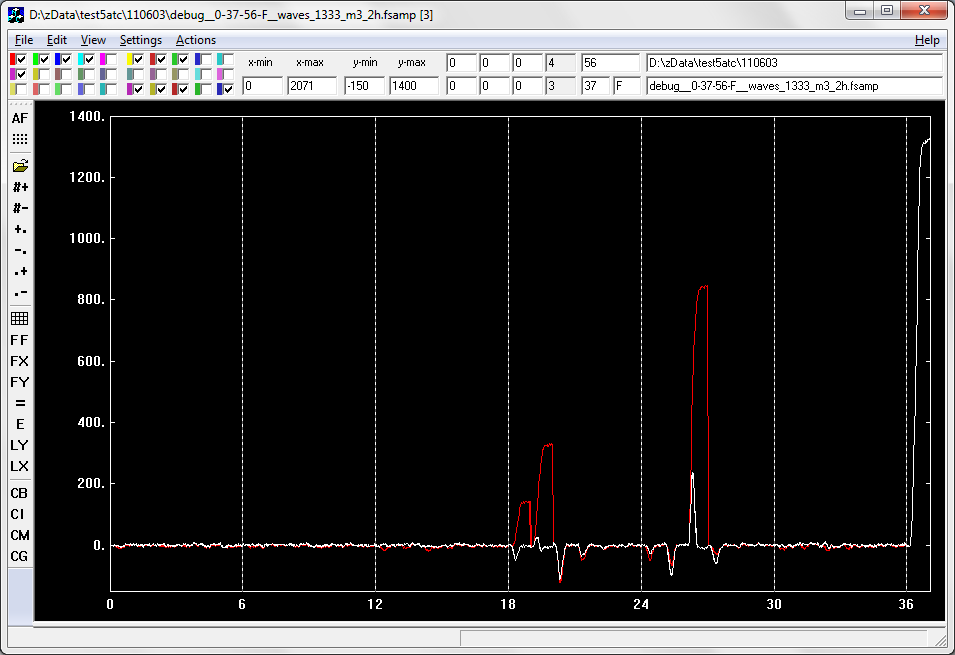 D:\zData\test5atc\110603\debug__0-37-56-F__waves_1333_m3_2h.fsamp [3]
File Edit View Settings Actions Help
x-min x-max y-min y-max 0 0 0 4 56 D:\zData\test5atc\110603
0 2071 -150 1400 0 0 0 3 37 F debug__0-37-56-F__waves_1333_m3_2h.fsamp
AF
#+
#-
+.
-.
.+
.-
FF
FX
FY
=
E
LY
LX
CB
CI
CM
CG
1400.
1200.
1000.
800.
600.
400.
200.
0.
0 6 12 18 24 30 36